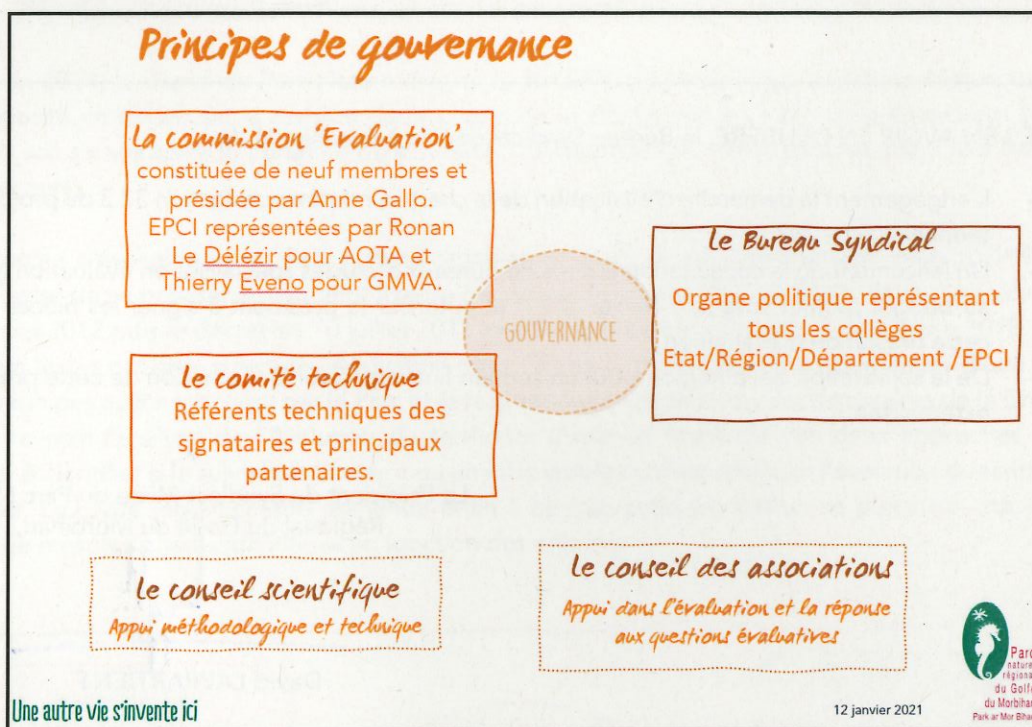 Principes de gouvernance
La commission 'Evaluation'
constituée de neuf membres et
présidée par Anne Gallo.
EPCI représentées par Ronan
Le Délézir pour AQTA et
Thierry Eveno pour GMVA.
Le comité technique
Référents techniques des
signataires et principaux
partenaires.
GOUVERNANCE
Le Bureau Syndical
Organe politique représentant
tous les collèges
Etat/Région/Département /EPCI
Le conseil scientifique
Appui méthodologique et technique
Le conseil des associations
Appui dans l'évaluation et la réponse
aux questions évaluatives
Une autre vie s'invente ici
12 janvier 2021
Parc
naturel
régional
du Golfe
du Morbihan
Park ar Mor Bihan